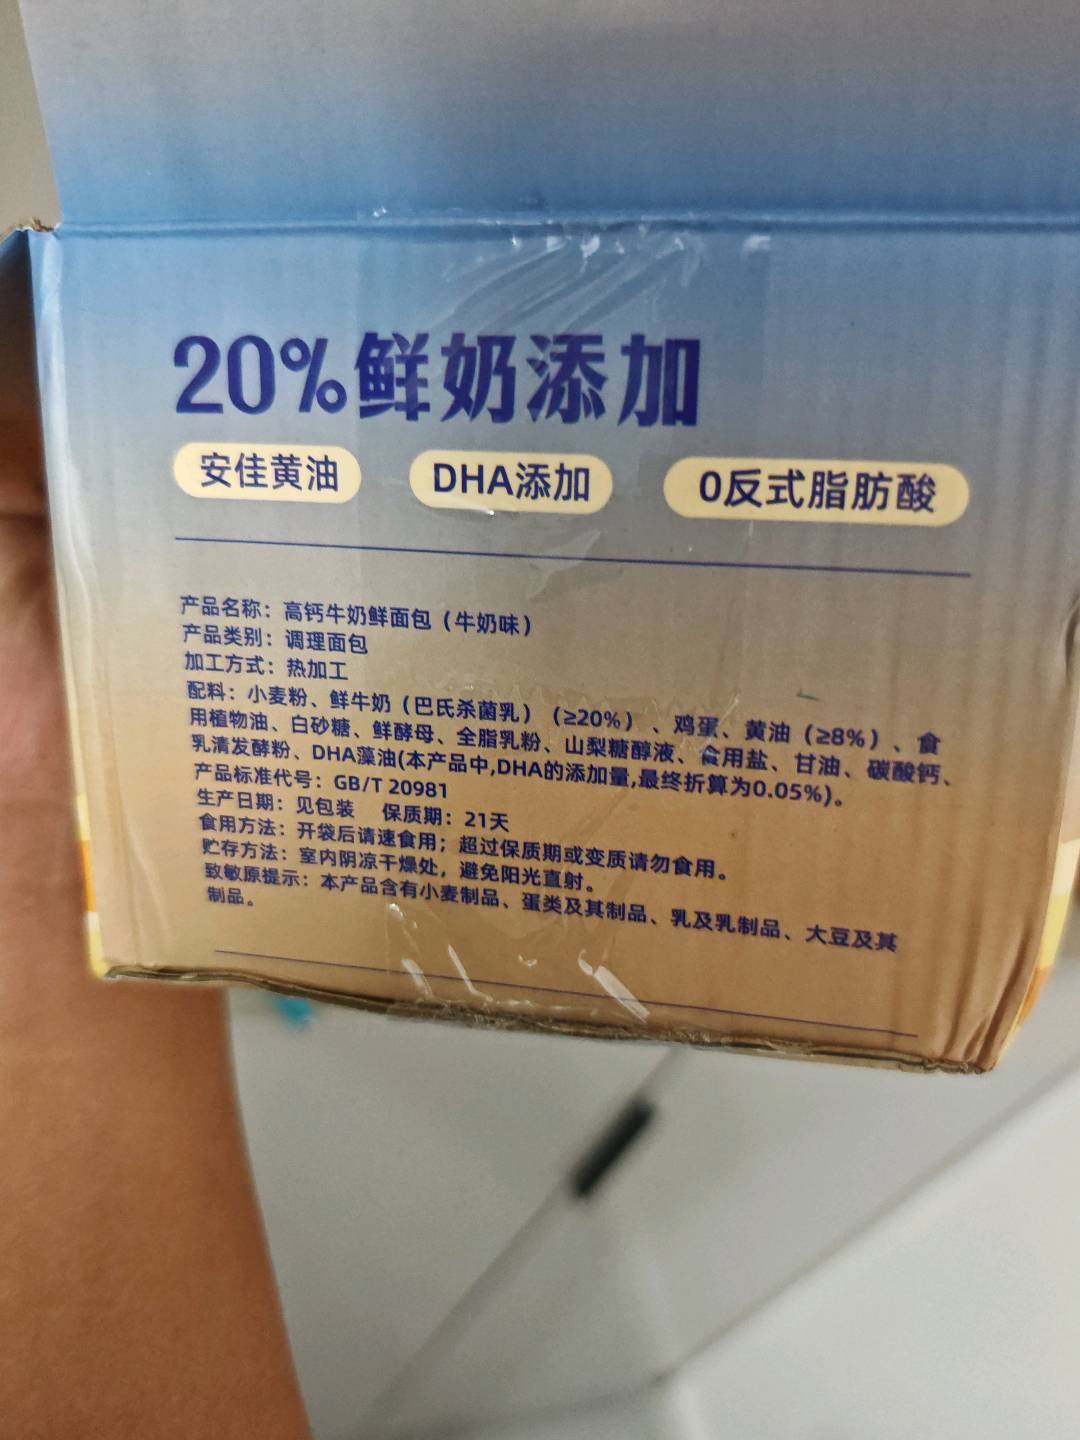 20%鲜奶添加
安佳黄油 DHA添加 0反式脂肪酸
产品名称：高钙牛奶鲜面包（牛奶味）
产品类别：调理面包
加工方式：热加工
配料：小麦粉、鲜牛奶（巴氏杀菌乳）（≥20%）、鸡蛋、黄油（≥8%）、食
用植物油、白砂糖、鲜酵母、全脂乳粉、山梨糖醇液、食用盐、甘油、碳酸钙、
乳清发酵粉、DHA藻油(本产品中,DHA的添加量,最终折算为0.05%)。
产品标准代号：GB/T 20981
生产日期：见包装 保质期：21天
食用方法：开袋后请速食用；超过保质期或变质请勿食用。
贮存方法：室内阴凉干燥处，避免阳光直射。
致敏原提示：本产品含有小麦制品、蛋类及其制品、乳及乳制品、大豆及其
制品。